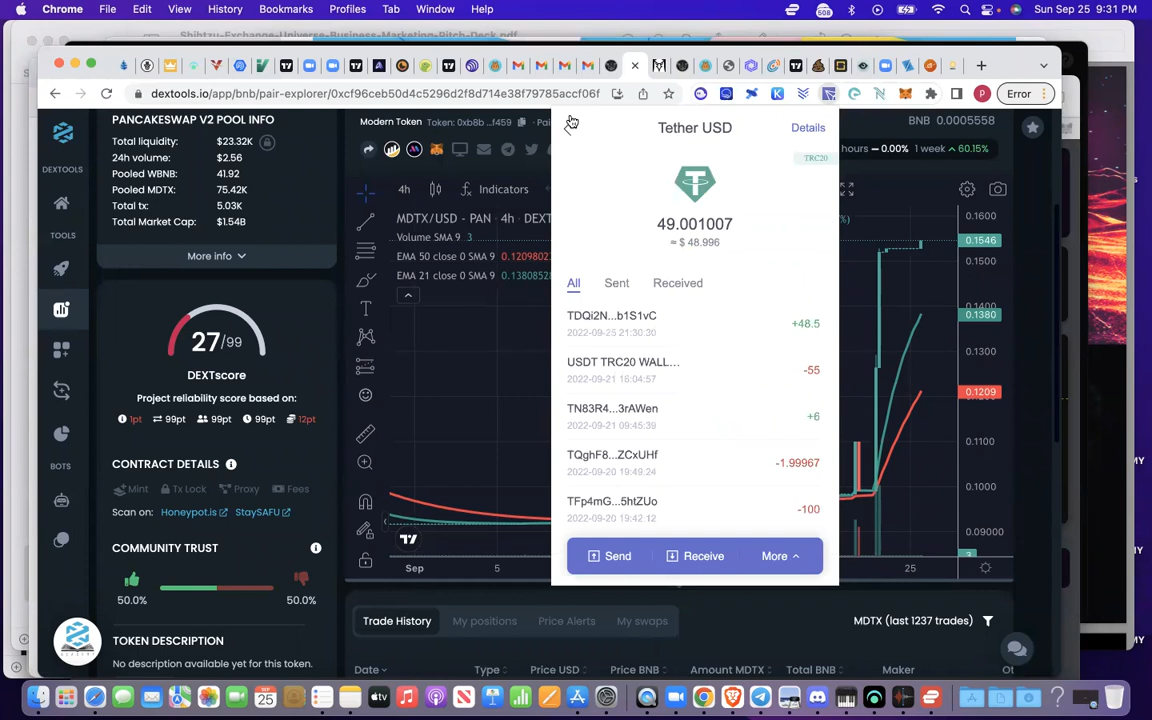 Chrome File Edit View History Bookmarks Profiles Tab Window Help
508
Sun Sep 25 9:31 PM
Shibtzu-Exchange-Universe-Business-Marketing-Pitch-Deck.pdf
dextools.io/app/bnb/pair-explorer/0xcf96ceb50d4c5296d2f8d714e38f79785accf06f
Error
DEXTOOLS
TOOLS
BOTS
PANCAKESWAP V2 POOL INFO
Total liquidity: $23.32K
24h volume: $2.56
Pooled WBNB: 41.92
Pooled MDTX: 75.42K
Total tx: 5.03K
Total Market Cap: $1.54B
More info
27/99
DEXTscore
Project reliability score based on:
1pt 99pt 99pt 99pt 12pt
CONTRACT DETAILS
Mint Tx Lock Proxy Fees
Scan on: Honeypot.is StaySAFU
COMMUNITY TRUST
50.0% 50.0%
TOKEN DESCRIPTION
No description available yet for this token.
Modern Token Token: 0xb8b...f459
BNB 0.0005558
hours — 0.00% 1 week 60.15%
4h Indicators
MDTX/USD - PAN 4h DEXT
Volume SMA 9 3
EMA 50 close 0 SMA 9
EMA 21 close 0 SMA 9
0.1600
0.1546
0.1500
0.1400
0.1380
0.1300
0.1209
0.1100
0.1000
0.09000
3
Sep 5 25
Tether USD
Details
TRC20
49.001007
≈ $ 48.996
All Sent Received
TDQi2N...b1S1vC +48.5
2022-09-25 21:30:30
USDT TRC20 WALL... -55
2022-09-21 16:04:57
TN83R4...3rAWen +6
2022-09-21 09:45:39
TQghF8...ZCxUHf -1.99967
2022-09-20 19:49:24
TFp4mG...5htZUo -100
2022-09-20 19:42:12
Send Receive More
Trade History My positions Price Alerts My swaps
MDTX (last 1237 trades)
Date Type Price USD Price BNB Amount MDTX Total BNB Maker